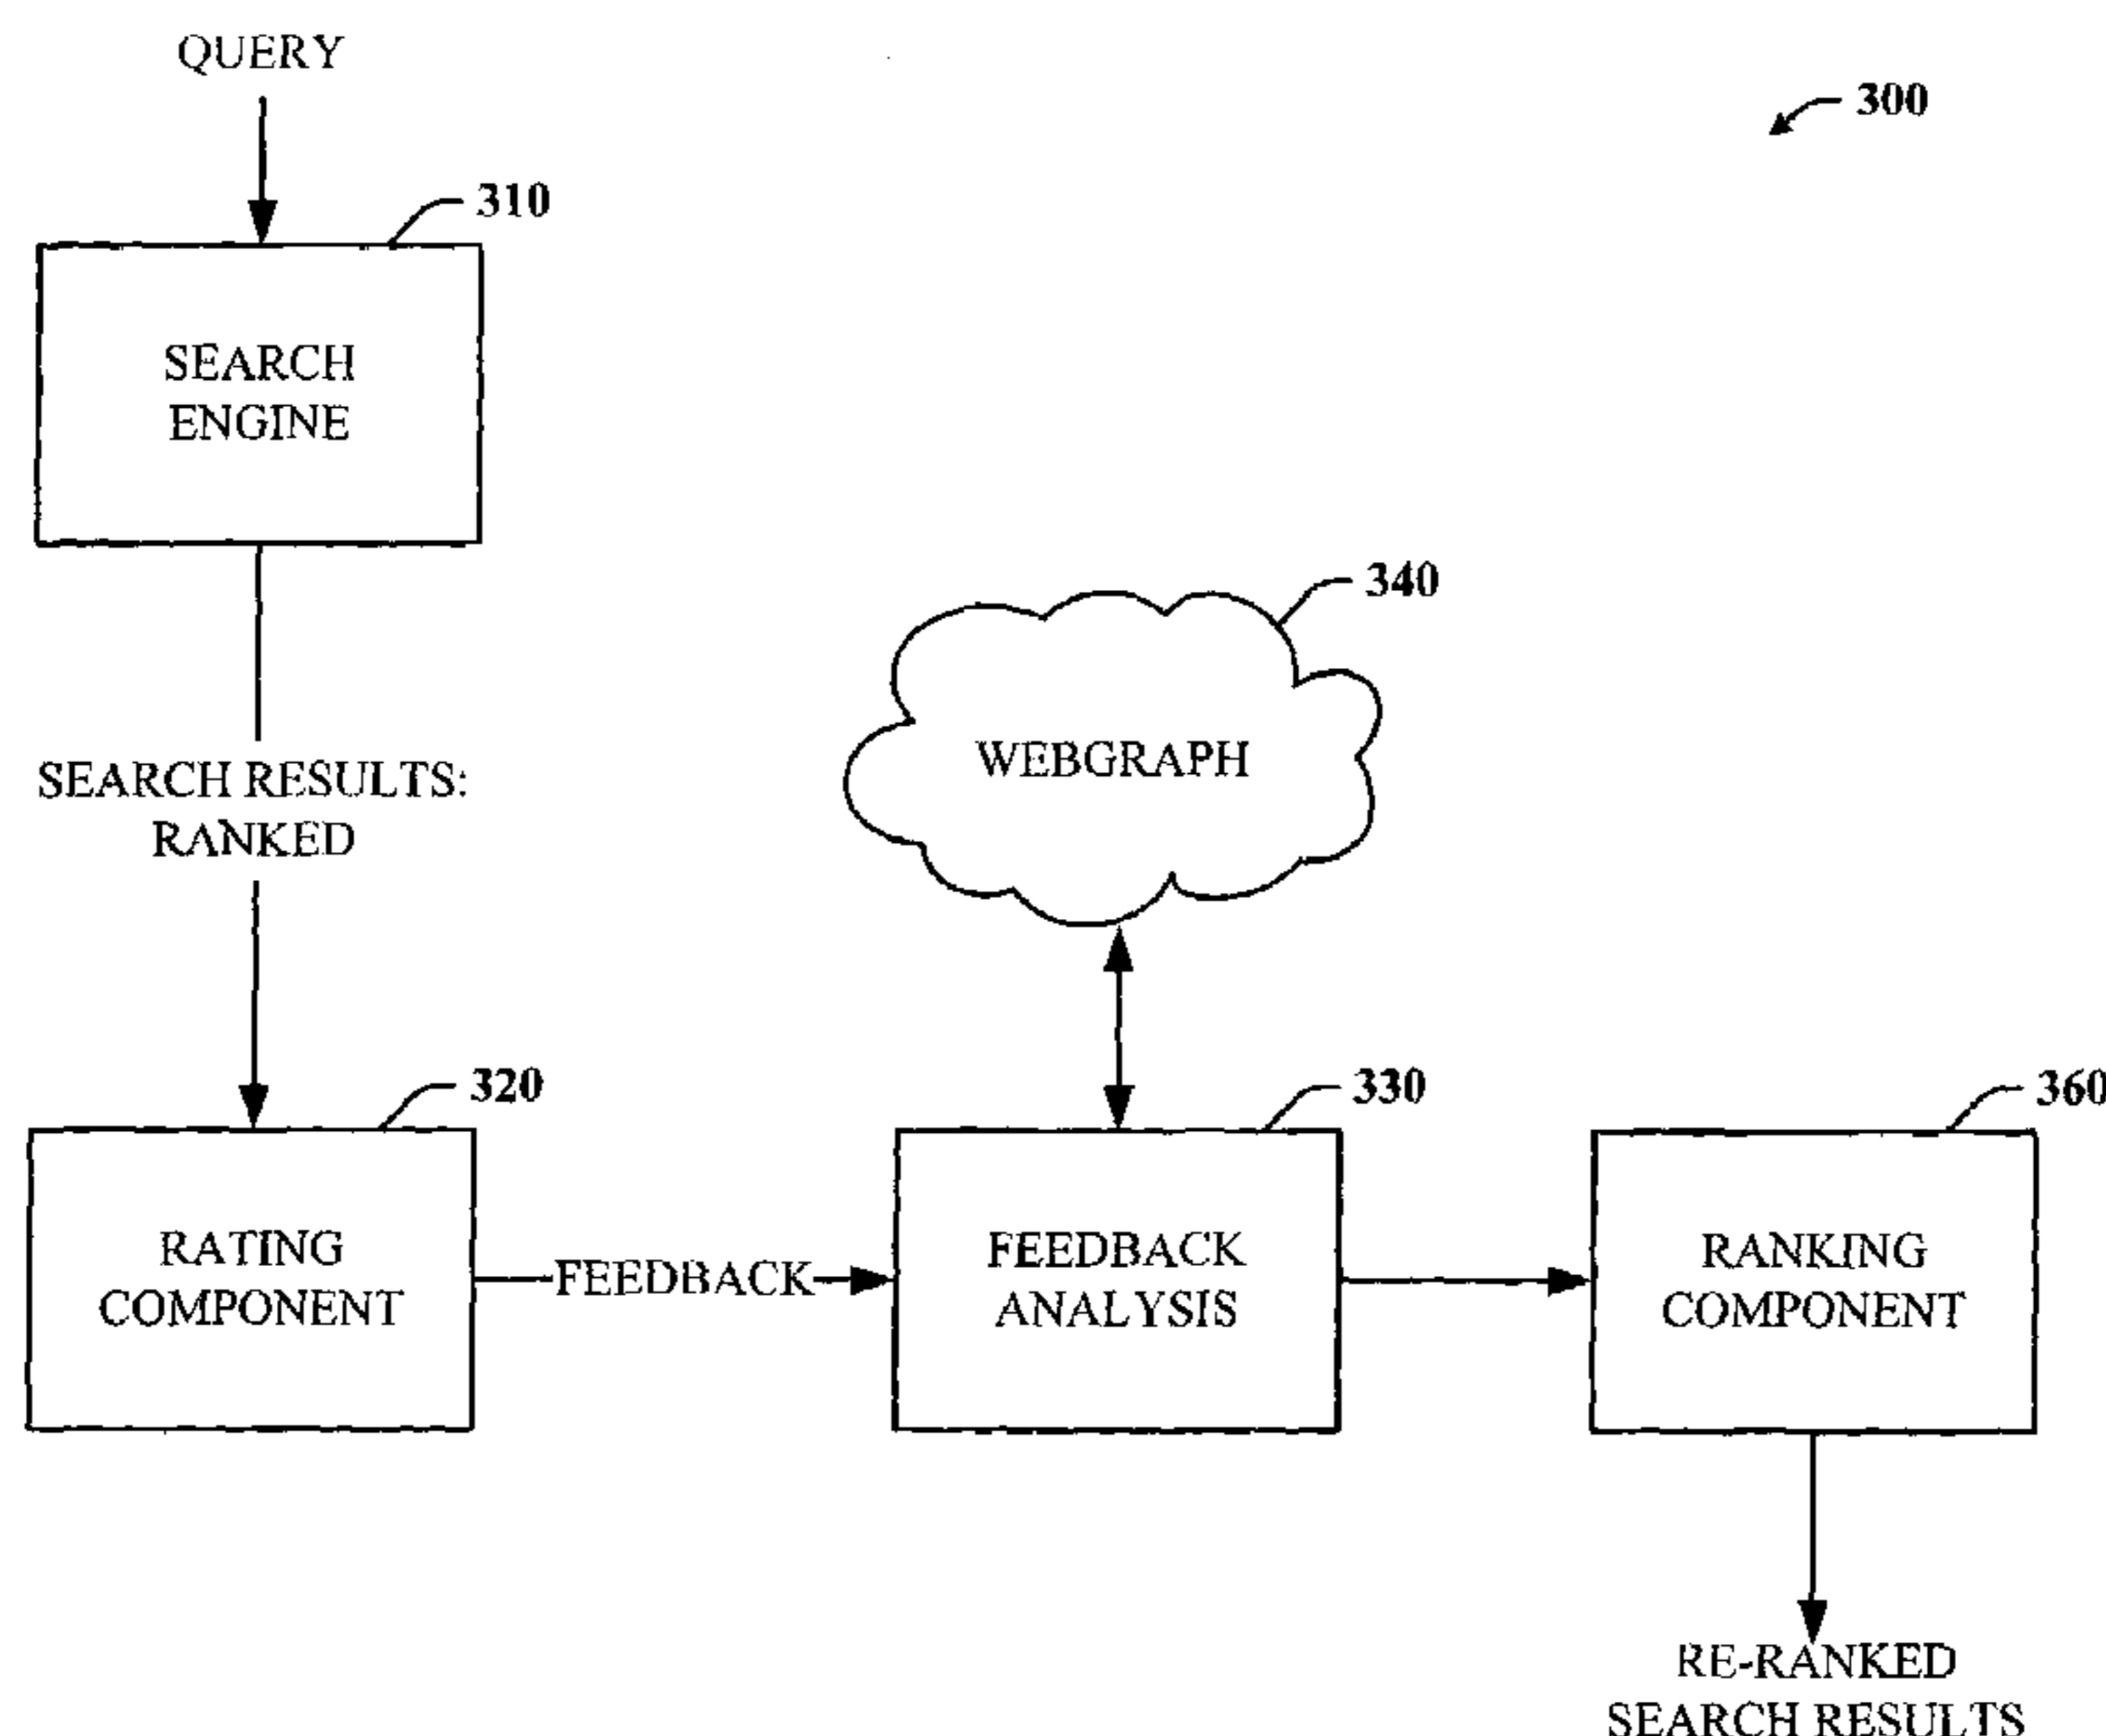 QUERY
300
310
SEARCH
ENGINE
340
WEBGRAPH
SEARCH RESULTS:
RANKED
320
330
360
RATING
COMPONENT
FEEDBACK
FEEDBACK
ANALYSIS
RANKING
COMPONENT
RE-RANKED
SEARCH RESULTS